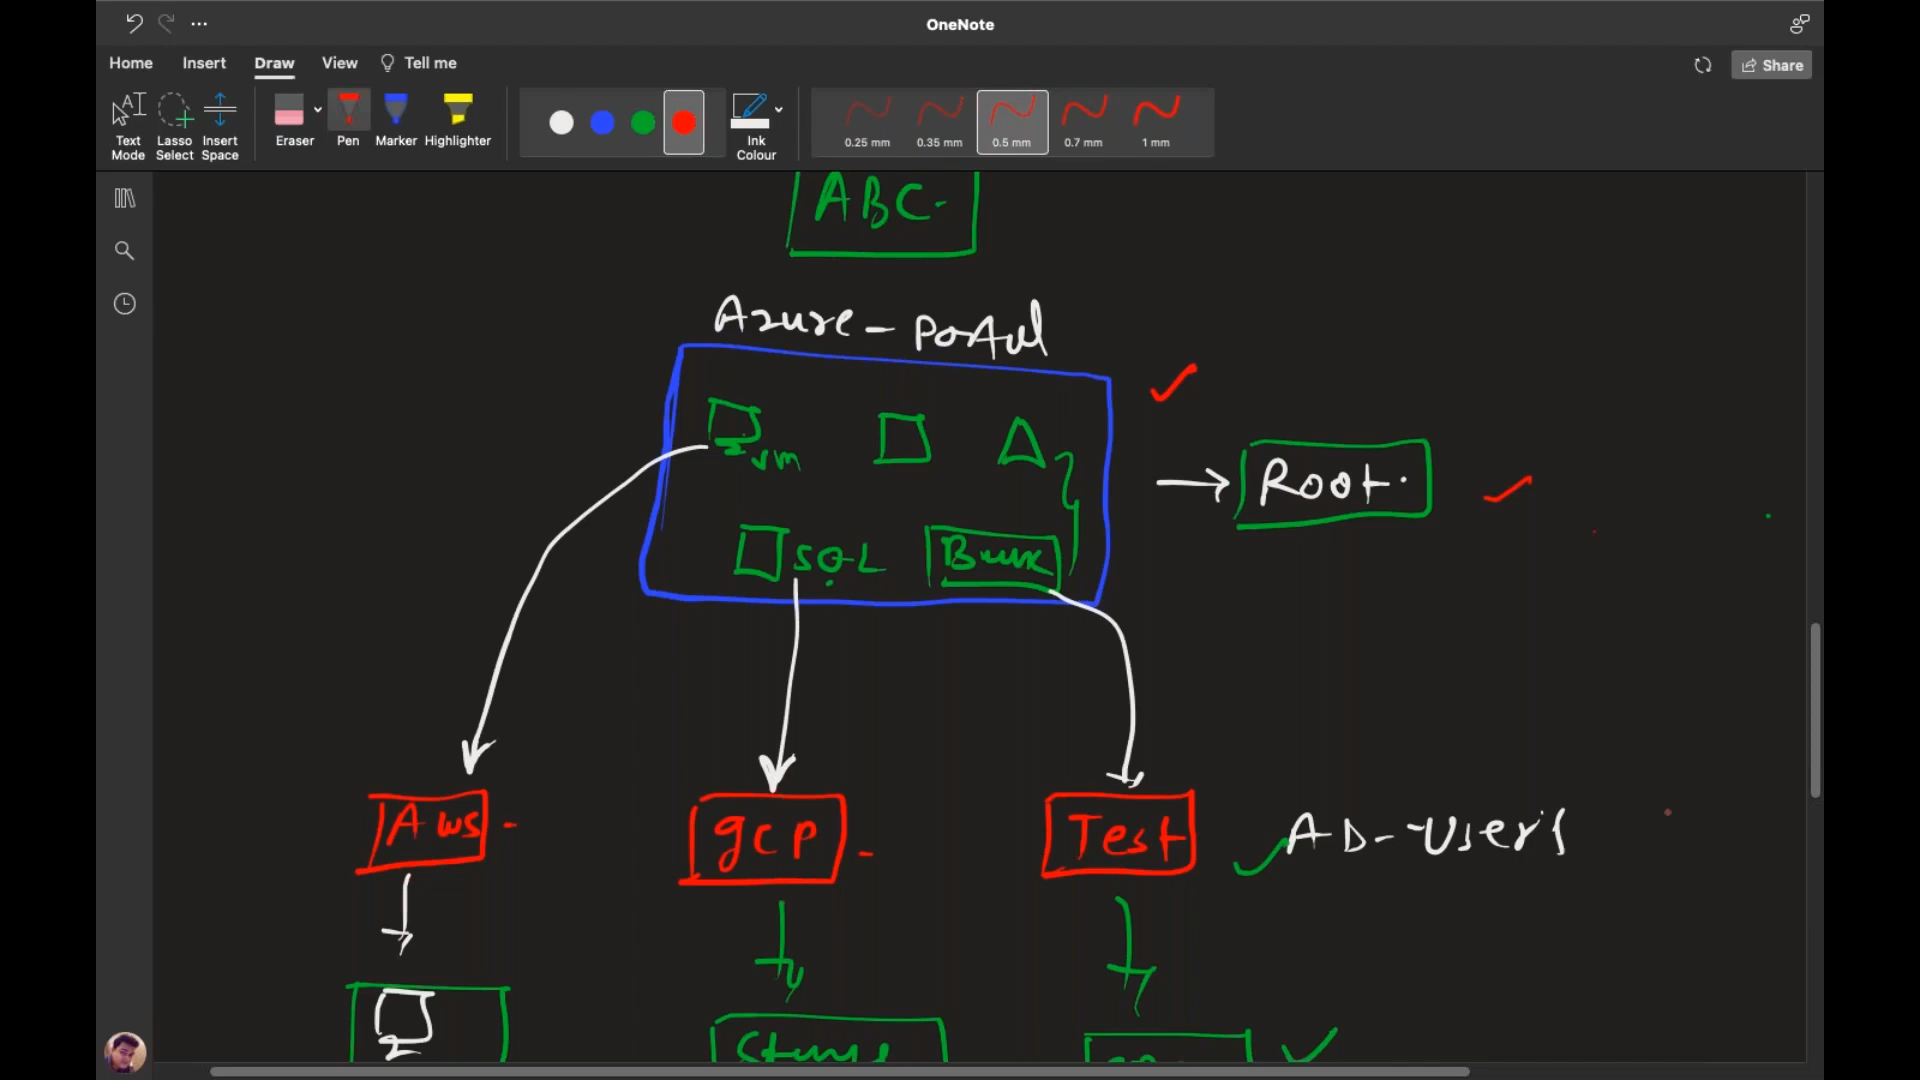 OneNote
Home Insert Draw View Tell me
Share
Text Mode
Lasso Select
Insert Space
Eraser
Pen
Marker
Highlighter
Ink Colour
0.25 mm
0.35 mm
0.5 mm
0.7 mm
1 mm
ABC.
Azure - Portal
vm
Root.
SQL
Aws -
gcp -
Test
AD-Users